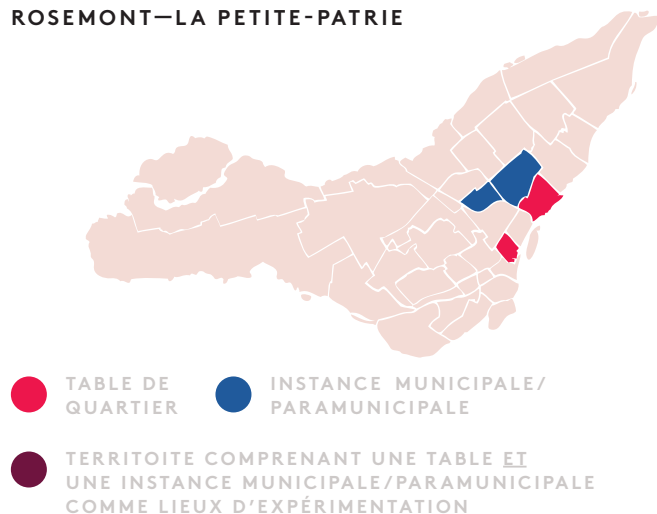 ROSEMONT—LA PETITE-PATRIE
TABLE DE
QUARTIER
INSTANCE MUNICIPALE/
PARAMUNICIPALE
TERRITOITE COMPRENANT UNE TABLE ET
UNE INSTANCE MUNICIPALE/PARAMUNICIPALE
COMME LIEUX D'EXPÉRIMENTATION